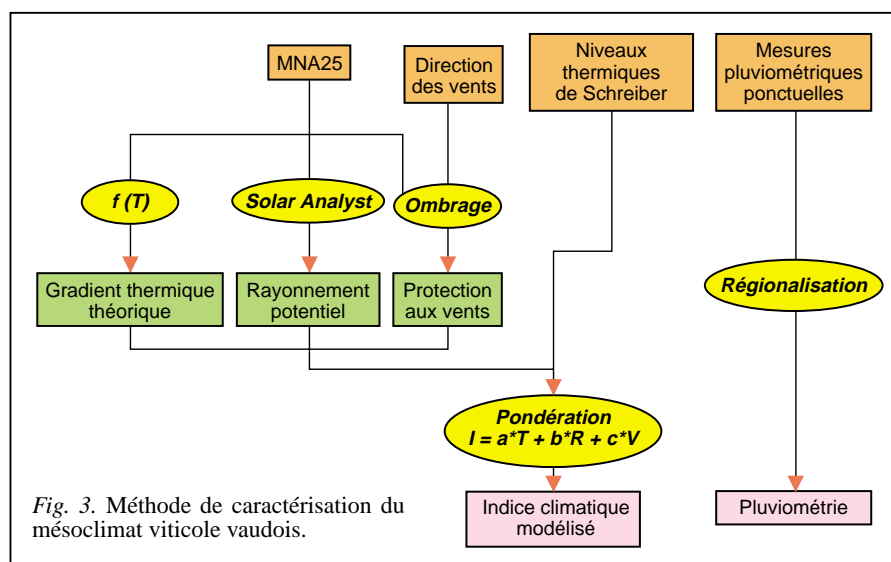 MNA25
Direction
des vents
Niveaux
thermiques
de Schreiber
Mesures
pluviométriques
ponctuelles
f (T)
Solar Analyst
Ombrage
Gradient thermique
théorique
Rayonnement
potentiel
Protection
aux vents
Régionalisation
Pondération
I = a*T + b*R + c*V
Indice climatique
modélisé
Pluviométrie
Fig. 3. Méthode de caractérisation du
mésoclimat viticole vaudois.